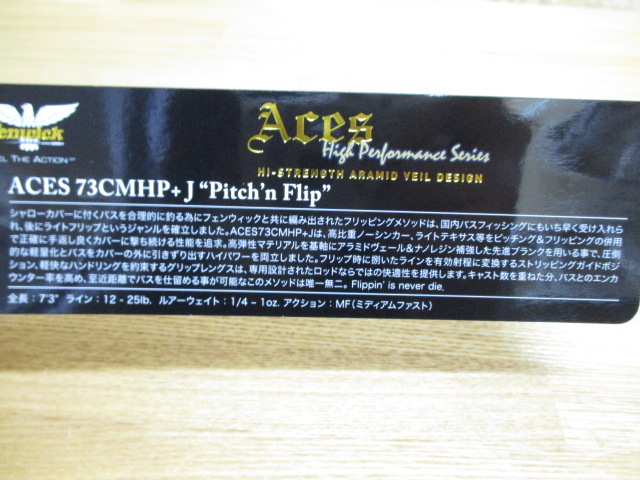 enwick
EL THE ACTION™
Aces
High Performance Series
HI-STRENGTH ARAMID VEIL DESIGN
ACES 73CMHP+ J “Pitch'n Flip”
シャローカバーに付くバスを合理的に釣る為にフェンウィックと共に編み出されたフリッピングメソッドは、国内バスフィッシングにもいち早く受け入れら
れ、後にライトフリップというジャンルを確立しました。ACES73CMHP+Jは、高比重ノーシンカー、ライトテキサス等をピッチング&フリッピングの併用
で正確に手返し良くカバーに撃ち続ける性能を追求。高弾性マテリアルを基軸にアラミドヴェール&ナノレジン補強した先進ブランクを用いる事で、圧倒
的な軽量化とバスをカバーの外に引きずり出すハイパワーを両立しました。フリップ時に捌いたラインを有効射程に変換するストリッピングガイドポジ
ション、軽快なハンドリングを約束するグリップレングスは、専用設計されたロッドならではの快適性を提供します。キャスト数を重ねた分、バスとのエンカ
ウンター率を高め、至近距離でバスを仕留める事が可能なこのメソッドは唯一無二。Flippin' is never die.
全長：7'3" ライン：12 - 25lb. ルアーウェイト：1/4 – 1oz. アクション：MF(ミディアムファスト)